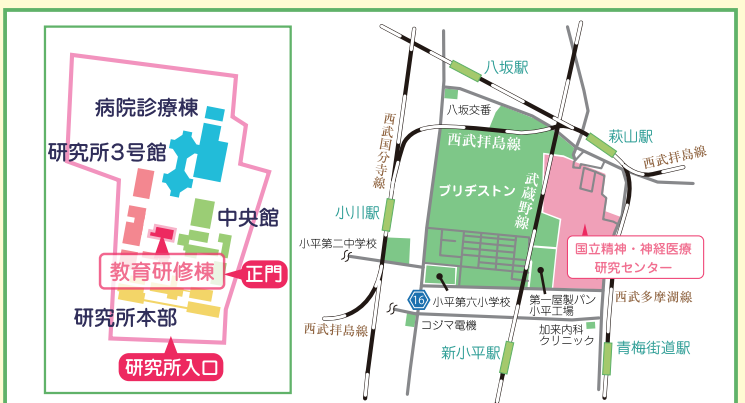 病院診療棟
研究所3号館
中央館
教育研修棟
正門
研究所本部
研究所入口
八坂駅
八坂交番
萩山駅
西武国分寺線
西武拝島線
西武拝島線
ブリヂストン
武蔵野線
小川駅
小平第二中学校
国立精神・神経医療
研究センター
16
小平第六小学校
第一屋製パン
小平工場
西武多摩湖線
西武拝島線
コジマ電機
加来内科
クリニック
新小平駅
青梅街道駅